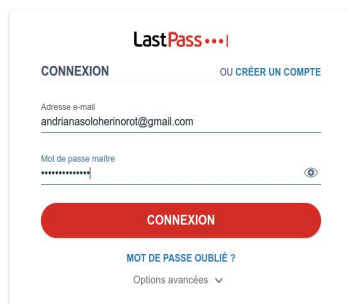 LastPass
CONNEXION OU CRÉER UN COMPTE
Adresse e-mail
andrianasoloherinorot@gmail.com
Mot de passe maître
••••••••••••••
CONNEXION
MOT DE PASSE OUBLIÉ ?
Options avancées